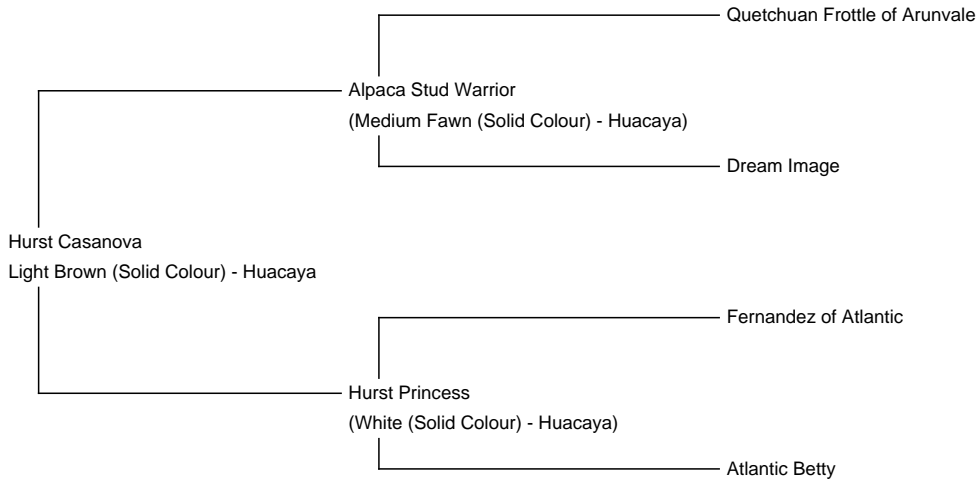 Quetchuan Frottle of Arunvale
Alpaca Stud Warrior
(Medium Fawn (Solid Colour) - Huacaya)
Dream Image
Hurst Casanova
Light Brown (Solid Colour) - Huacaya
Fernandez of Atlantic
Hurst Princess
(White (Solid Colour) - Huacaya)
Atlantic Betty